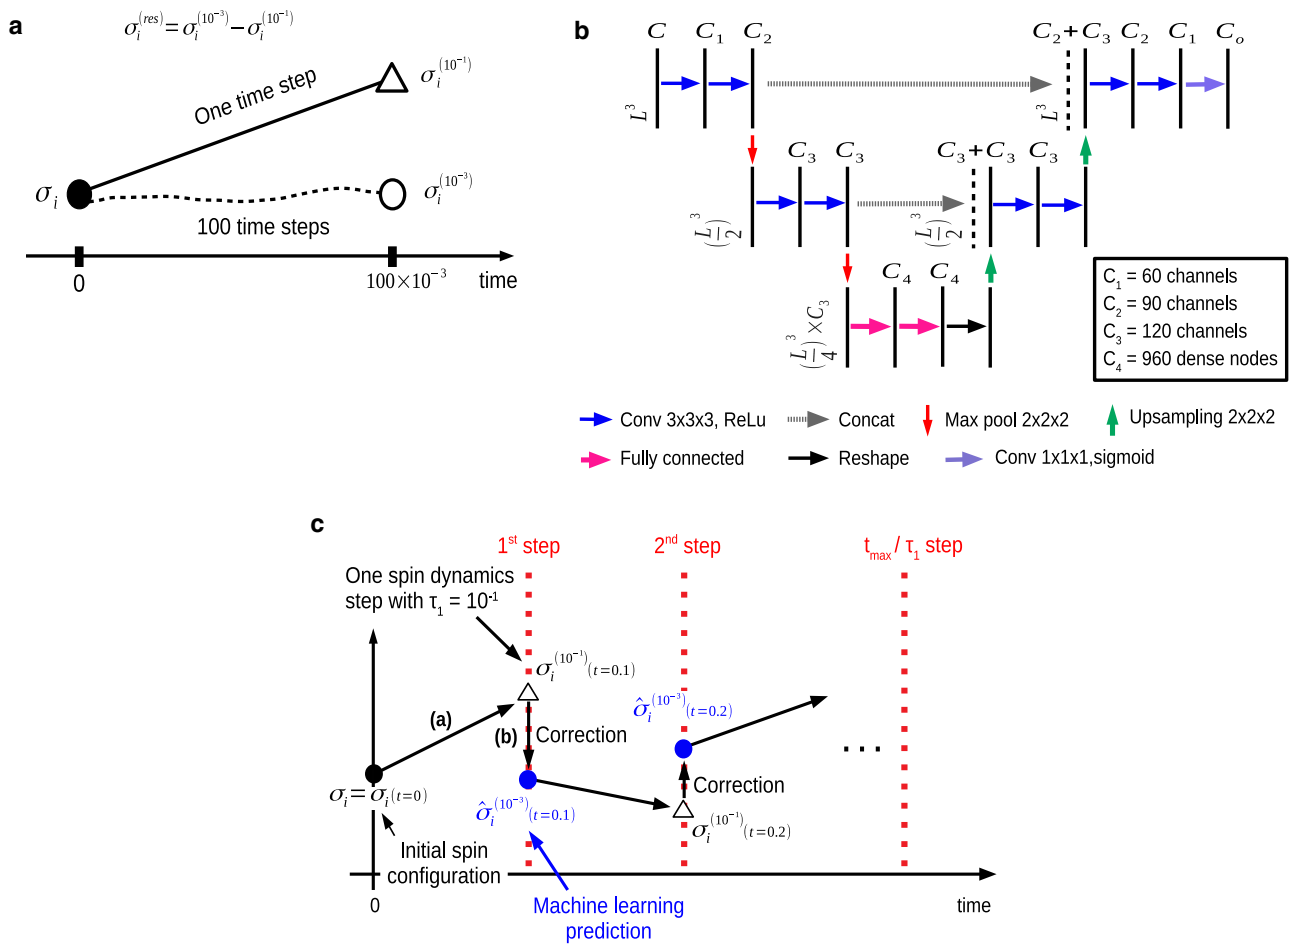 a
σᵢ^(res) = σᵢ^(10⁻³) − σᵢ^(10⁻¹)
One time step
σᵢ^(10⁻¹)
σᵢ
σᵢ^(10⁻³)
100 time steps
0
100×10⁻³
time
b
C C₁ C₂ C₂+C₃ C₂ C₁ Cₒ
L³
L³
C₃ C₃ C₃+C₃ C₃
(L/2)³
(L/2)³
C₄ C₄
(L/4)³×C₃
C₁ = 60 channels
C₂ = 90 channels
C₃ = 120 channels
C₄ = 960 dense nodes
Conv 3x3x3, ReLu
Concat
Max pool 2x2x2
Upsampling 2x2x2
Fully connected
Reshape
Conv 1x1x1,sigmoid
c
1ˢᵗ step
2ⁿᵈ step
t_max / τ₁ step
One spin dynamics
step with τ₁ = 10⁻¹
σᵢ^(10⁻¹)(t=0.1)
(a)
(b)
Correction
σ̂ᵢ^(10⁻³)(t=0.2)
. . .
σᵢ = σᵢ(t=0)
σ̂ᵢ^(10⁻³)(t=0.1)
Correction
σᵢ^(10⁻¹)(t=0.2)
Initial spin
configuration
0
time
Machine learning
prediction